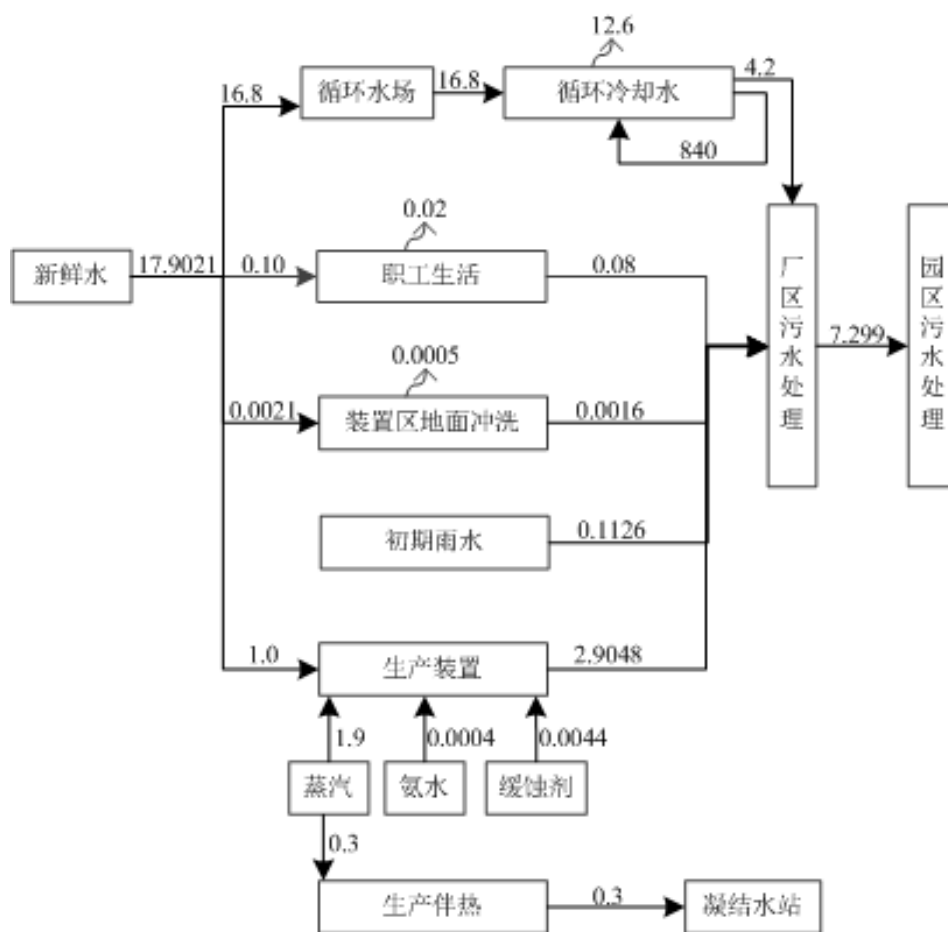 12.6
16.8
循环水场
16.8
循环冷却水
4.2
840
0.02
新鲜水
17.9021
0.10
职工生活
0.08
厂区污水处理
7.299
园区污水处理
0.0005
0.0021
装置区地面冲洗
0.0016
初期雨水
0.1126
1.0
生产装置
2.9048
1.9
0.0004
0.0044
蒸汽
氨水
缓蚀剂
0.3
生产伴热
0.3
凝结水站